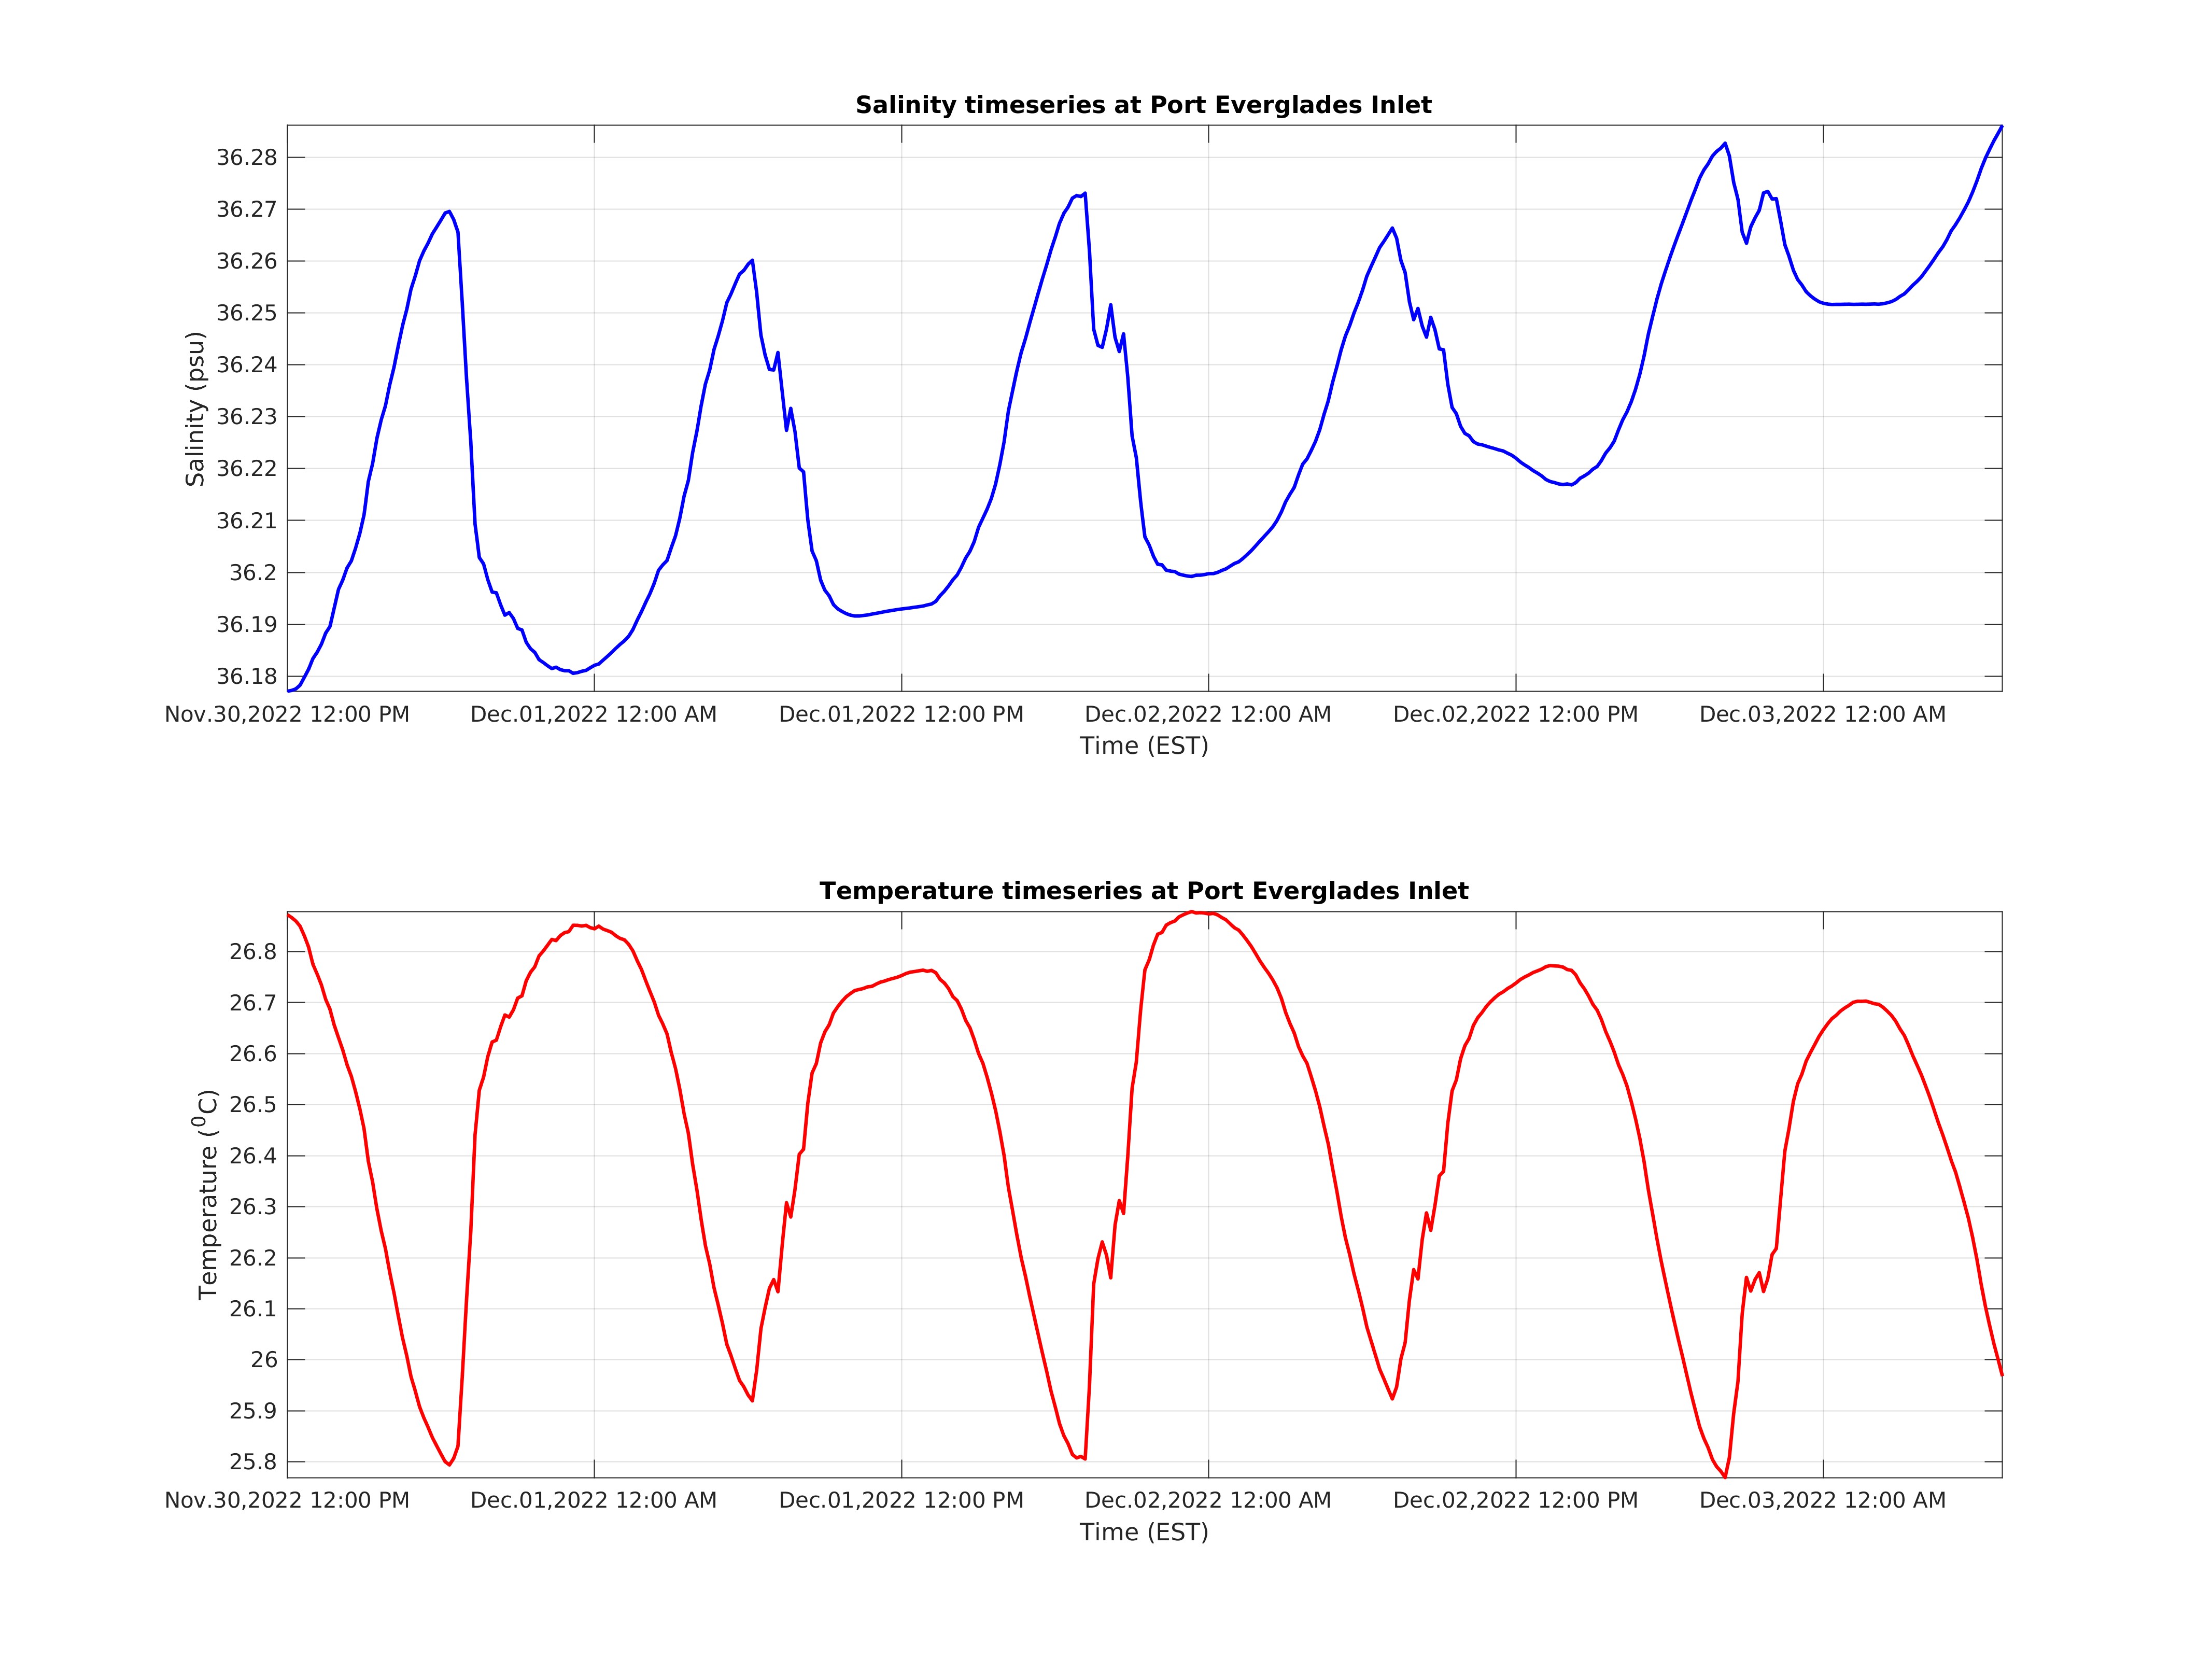 Salinity timeseries at Port Everglades Inlet
36.28
36.27
36.26
36.25
36.24
36.23
36.22
36.21
36.2
36.19
36.18
Salinity (psu)
Nov.30,2022 12:00 PM Dec.01,2022 12:00 AM Dec.01,2022 12:00 PM Dec.02,2022 12:00 AM Dec.02,2022 12:00 PM Dec.03,2022 12:00 AM
Time (EST)
Temperature timeseries at Port Everglades Inlet
26.8
26.7
26.6
26.5
26.4
26.3
26.2
26.1
26
25.9
25.8
Temperature (⁰C)
Nov.30,2022 12:00 PM Dec.01,2022 12:00 AM Dec.01,2022 12:00 PM Dec.02,2022 12:00 AM Dec.02,2022 12:00 PM Dec.03,2022 12:00 AM
Time (EST)